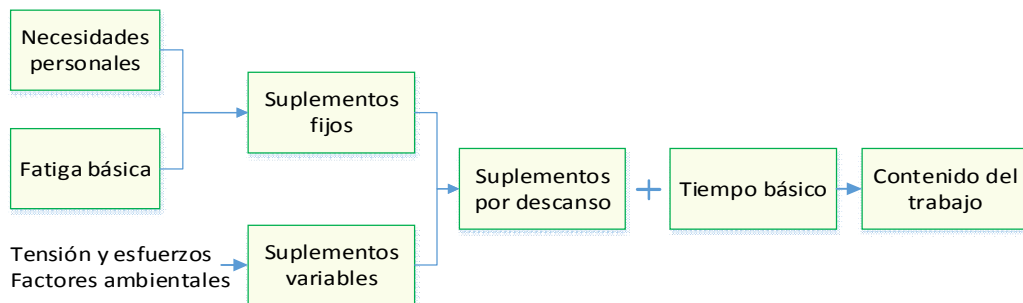 Necesidades
personales
Fatiga básica
Tensión y esfuerzos
Factores ambientales
Suplementos
fijos
Suplementos
variables
Suplementos
por descanso
+
Tiempo básico
Contenido del
trabajo